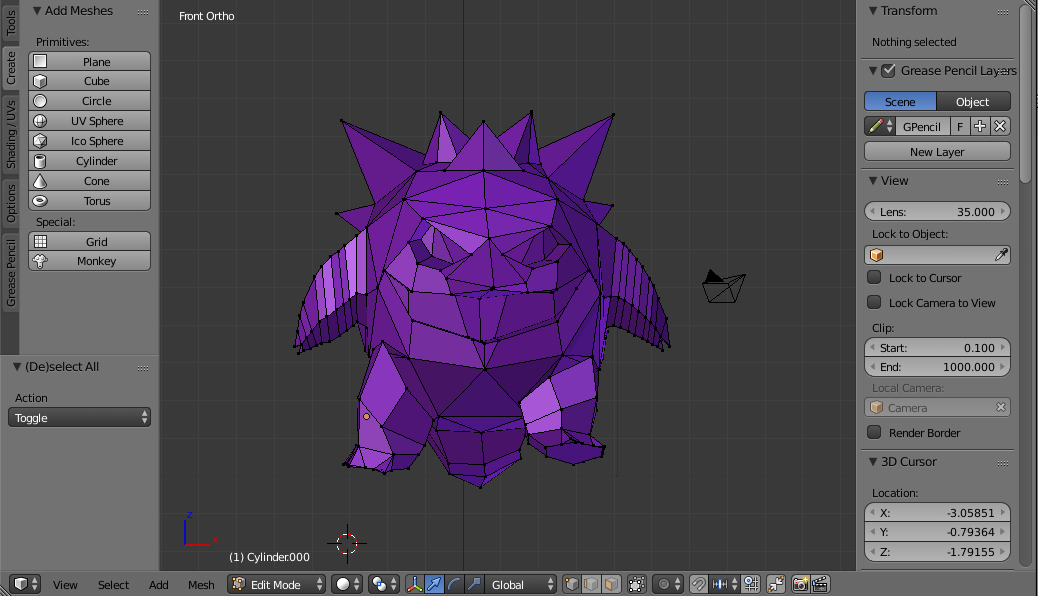 Tools
Create
Shading / UVs
Options
Grease Pencil
Add Meshes
Primitives:
Plane
Cube
Circle
UV Sphere
Ico Sphere
Cylinder
Cone
Torus
Special:
Grid
Monkey
(De)select All
Action
Toggle
Front Ortho
z
x
(1) Cylinder.000
View
Select
Add
Mesh
Edit Mode
Global
Transform
Nothing selected
Grease Pencil Layers
Scene
Object
GPencil
F
New Layer
View
Lens: 35.000
Lock to Object:
Lock to Cursor
Lock Camera to View
Clip:
Start: 0.100
End: 1000.000
Local Camera:
Camera
Render Border
3D Cursor
Location:
X: -3.05851
Y: -0.79364
Z: -1.79155